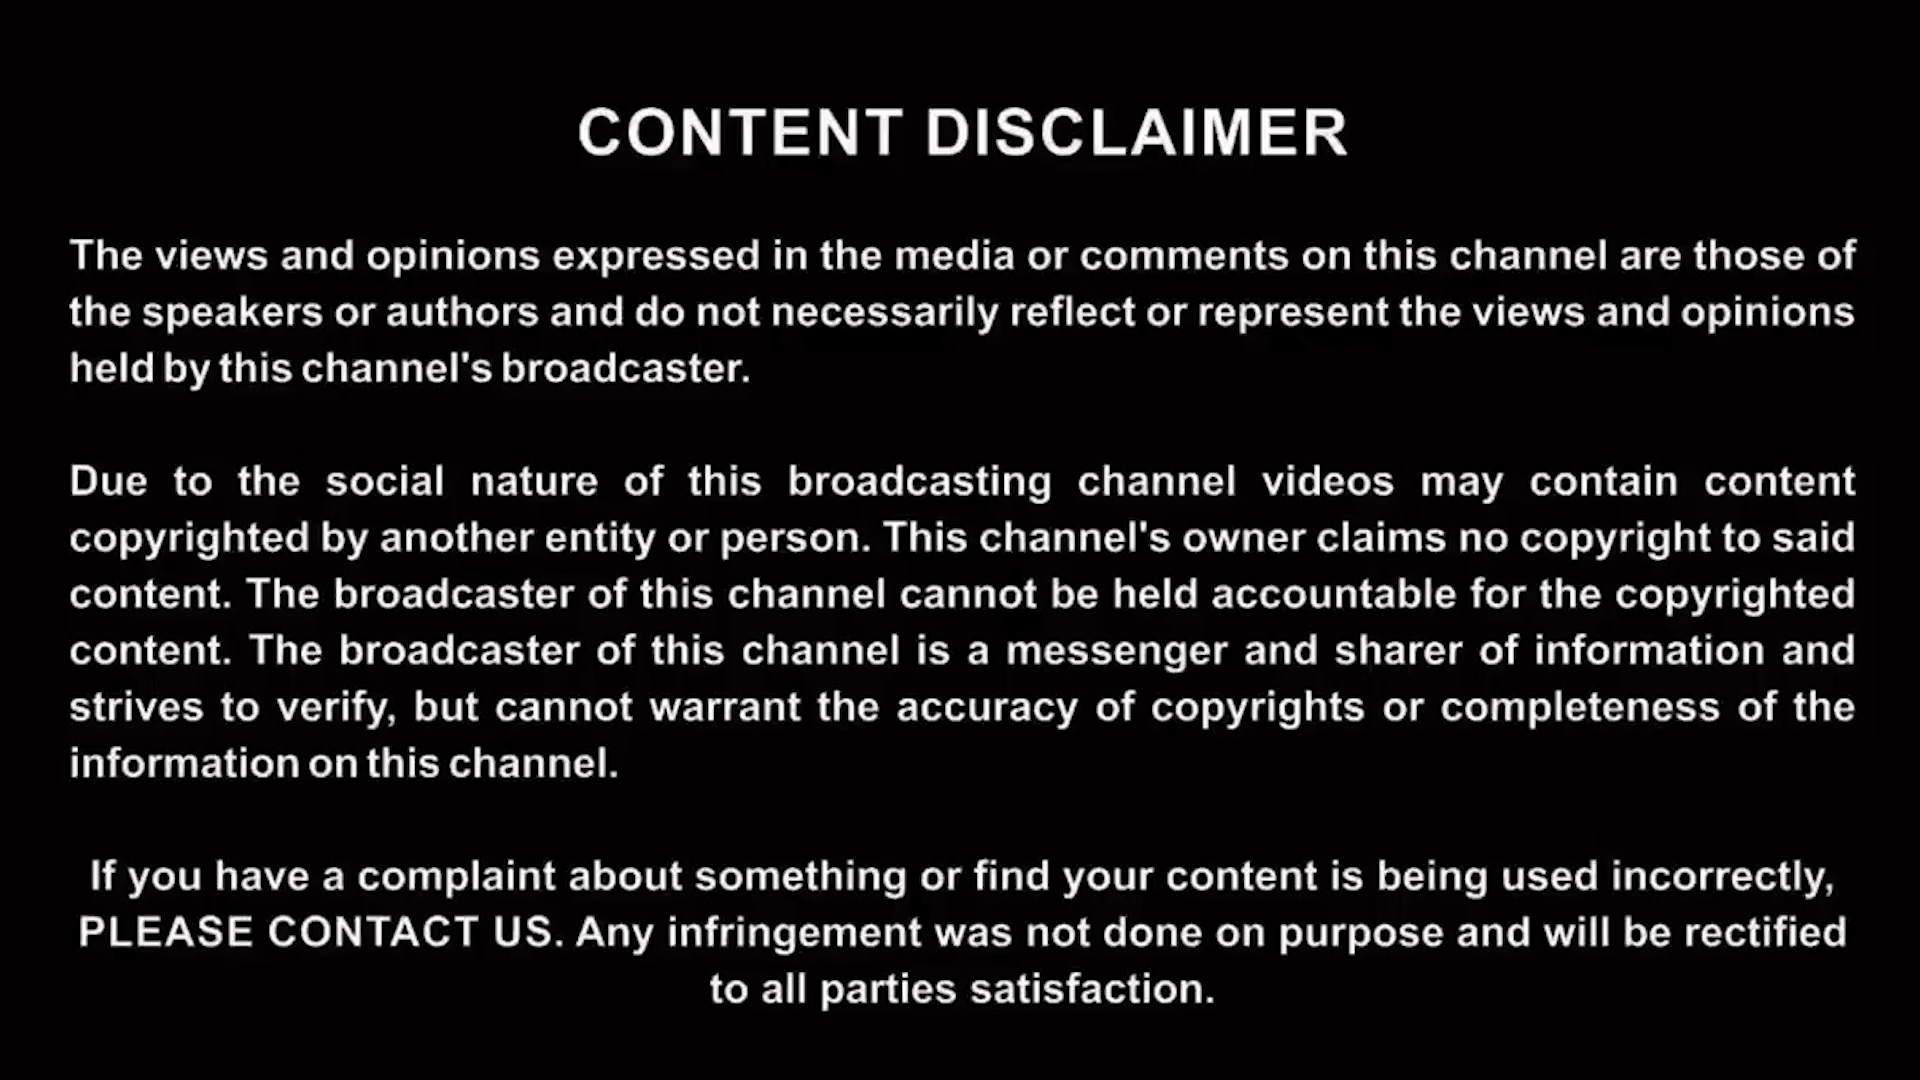 CONTENT DISCLAIMER
The views and opinions expressed in the media or comments on this channel are those of
the speakers or authors and do not necessarily reflect or represent the views and opinions
held by this channel's broadcaster.
Due to the social nature of this broadcasting channel videos may contain content
copyrighted by another entity or person. This channel's owner claims no copyright to said
content. The broadcaster of this channel cannot be held accountable for the copyrighted
content. The broadcaster of this channel is a messenger and sharer of information and
strives to verify, but cannot warrant the accuracy of copyrights or completeness of the
information on this channel.
If you have a complaint about something or find your content is being used incorrectly,
PLEASE CONTACT US. Any infringement was not done on purpose and will be rectified
to all parties satisfaction.